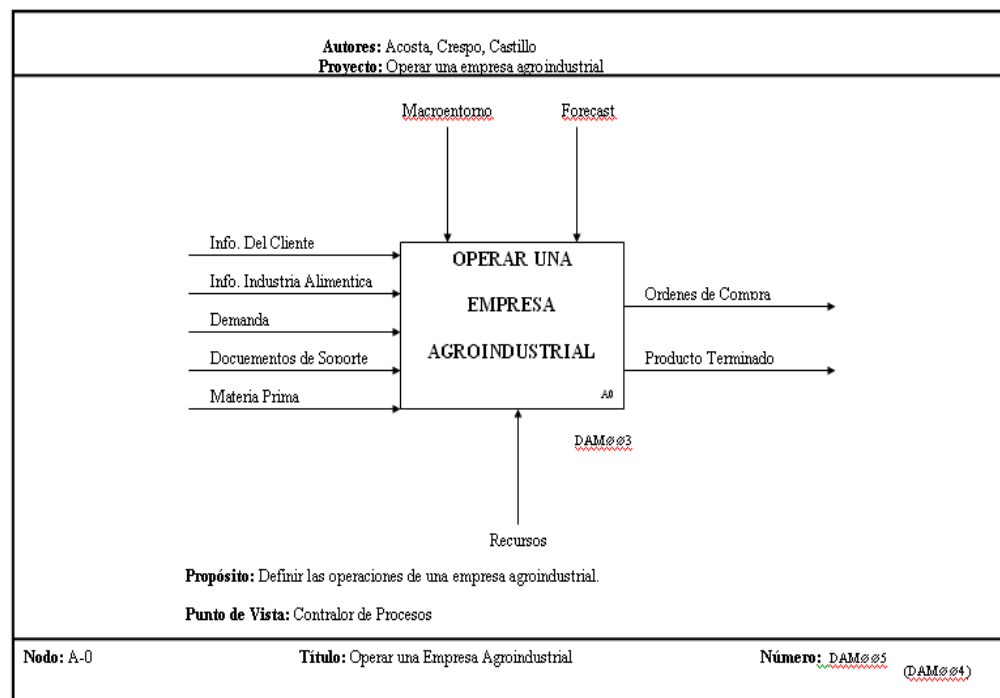 Autores: Acosta, Crespo, Castillo
Proyecto: Operar una empresa agroindustrial
Macroentorno
Forecast
Info. Del Cliente
Info. Industria Alimentica
Demanda
Docuementos de Soporte
Materia Prima
OPERAR UNA
EMPRESA
AGROINDUSTRIAL
A0
Ordenes de Compra
Producto Terminado
DAMøø3
Recursos
Propósito: Definir las operaciones de una empresa agroindustrial.
Punto de Vista: Contralor de Procesos
Nodo: A-0
Título: Operar una Empresa Agroindustrial
Número: DAMøø5
(DAMøø4)